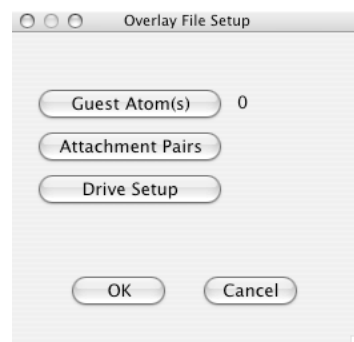 Overlay File Setup
Guest Atom(s) 0
Attachment Pairs
Drive Setup
OK Cancel